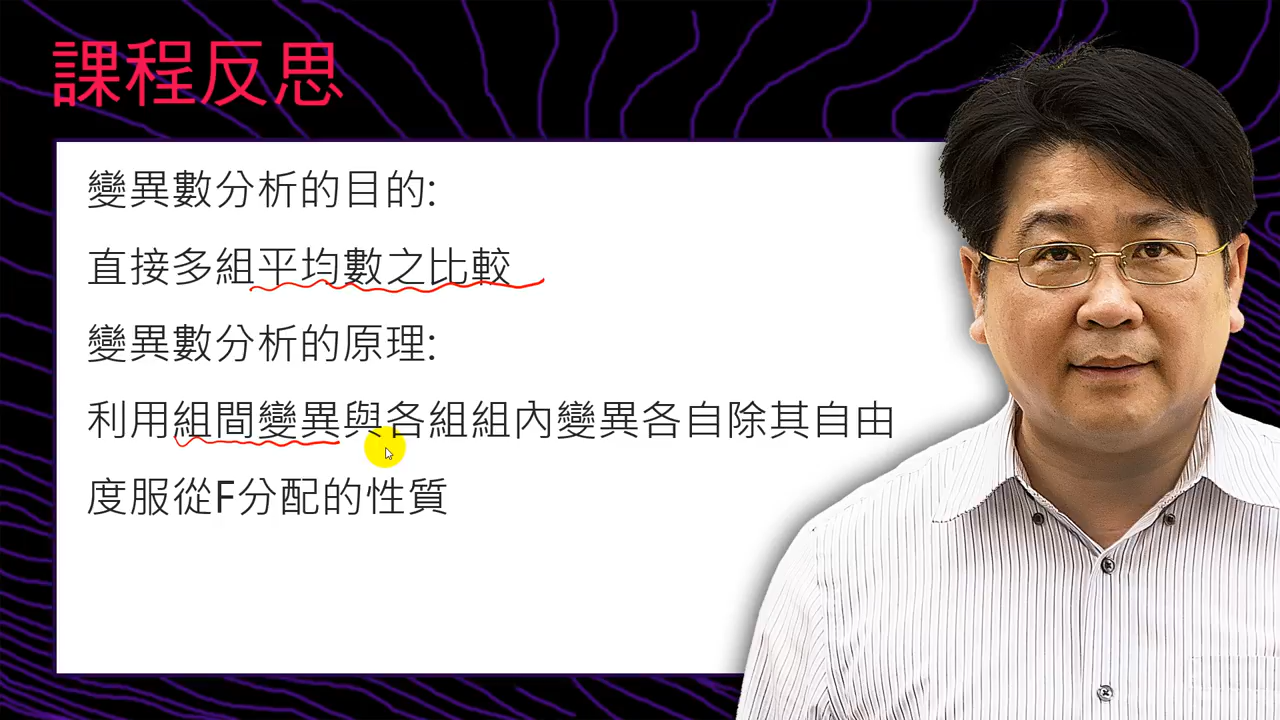 課程反思
變異數分析的目的:
直接多組平均數之比較
變異數分析的原理:
利用組間變異與各組組內變異各自除其自由
度服從F分配的性質